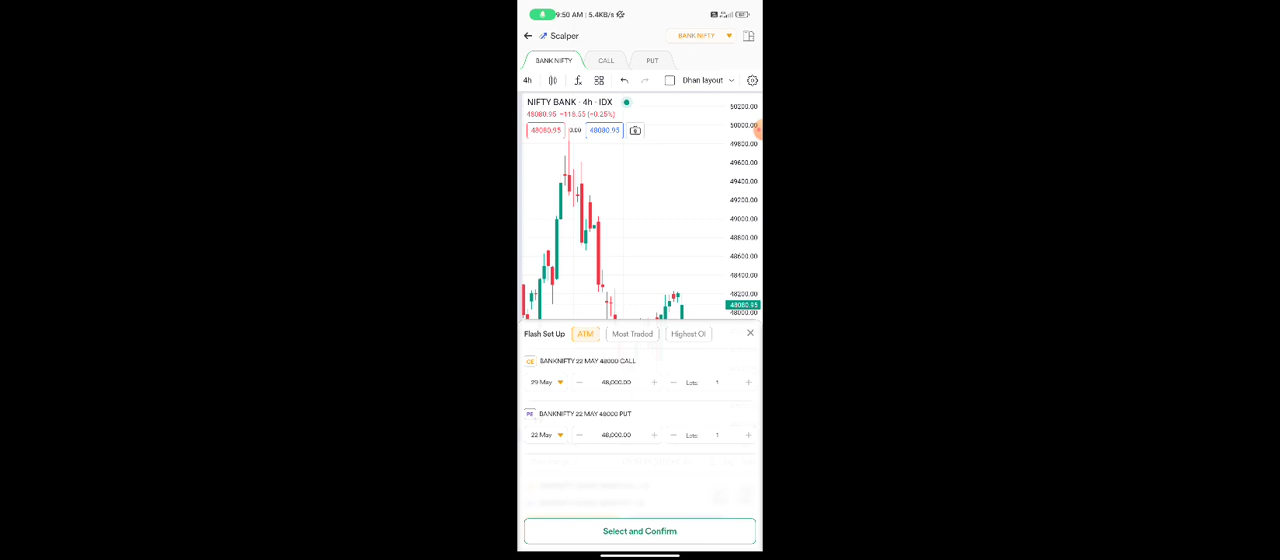 9:50 AM | 5.4KB/s
Scalper
BANK NIFTY
BANK NIFTY CALL PUT
4h Dhan layout
NIFTY BANK · 4h · IDX
48080.95 −118.55 (−0.25%)
48080.95 0.00 48080.95
50200.00
50000.00
49800.00
49600.00
49400.00
49200.00
49000.00
48800.00
48600.00
48400.00
48200.00
48080.95
48000.00
Flash Set Up ATM Most Traded Highest OI
CE BANKNIFTY 22 MAY 48000 CALL
29 May − 48,000.00 + − Lots: 1 +
PE BANKNIFTY 22 MAY 48000 PUT
22 May − 48,000.00 + − Lots: 1 +
Select and Confirm